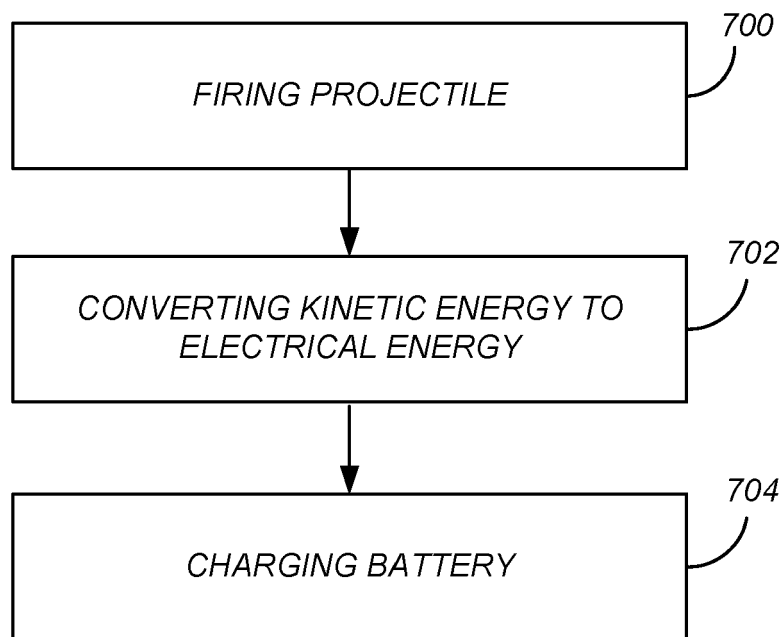 700
FIRING PROJECTILE
702
CONVERTING KINETIC ENERGY TO
ELECTRICAL ENERGY
704
CHARGING BATTERY